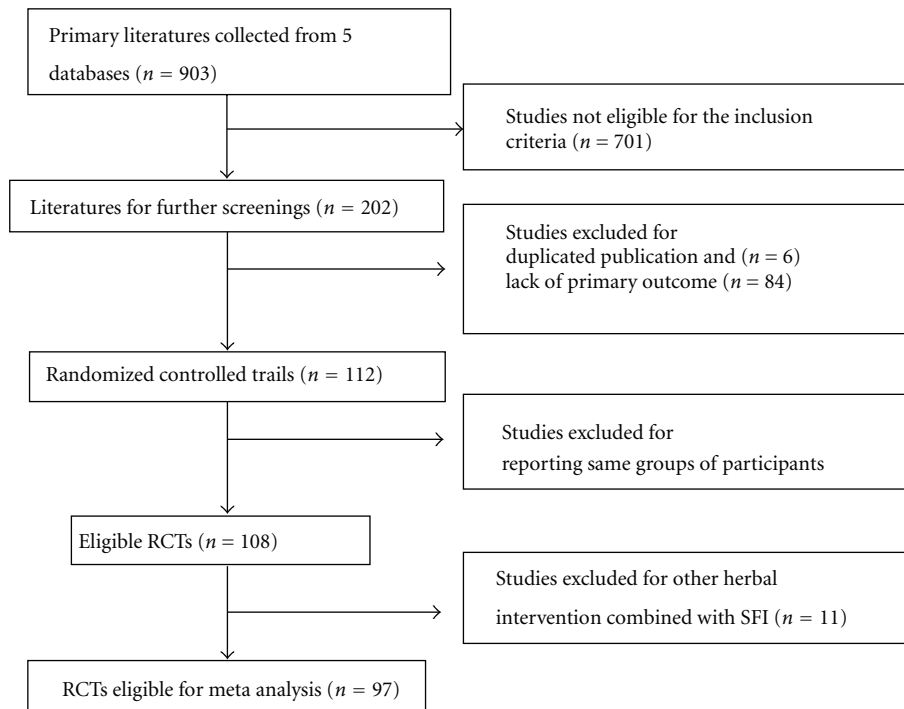 Primary literatures collected from 5
databases (n = 903)
Studies not eligible for the inclusion
criteria (n = 701)
Literatures for further screenings (n = 202)
Studies excluded for
duplicated publication and (n = 6)
lack of primary outcome (n = 84)
Randomized controlled trails (n = 112)
Studies excluded for
reporting same groups of participants
Eligible RCTs (n = 108)
Studies excluded for other herbal
intervention combined with SFI (n = 11)
RCTs eligible for meta analysis (n = 97)